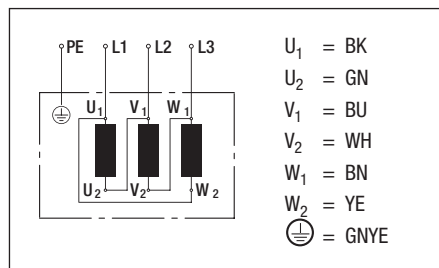 PE L1 L2 L3
U1 V1 W1
U2 V2 W2
U1 = BK
U2 = GN
V1 = BU
V2 = WH
W1 = BN
W2 = YE
= GNYE